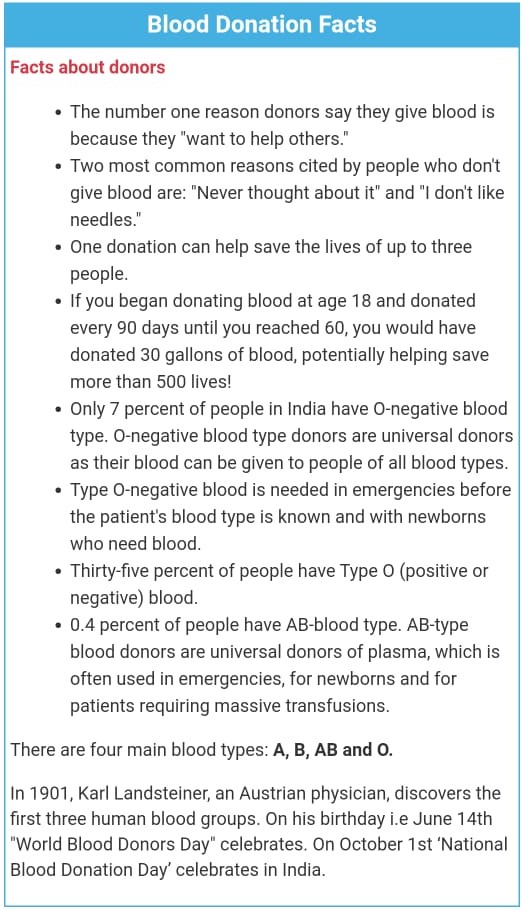 Blood Donation Facts
Facts about donors
• The number one reason donors say they give blood is
because they "want to help others."
• Two most common reasons cited by people who don't
give blood are: "Never thought about it" and "I don't like
needles."
• One donation can help save the lives of up to three
people.
• If you began donating blood at age 18 and donated
every 90 days until you reached 60, you would have
donated 30 gallons of blood, potentially helping save
more than 500 lives!
• Only 7 percent of people in India have O-negative blood
type. O-negative blood type donors are universal donors
as their blood can be given to people of all blood types.
• Type O-negative blood is needed in emergencies before
the patient's blood type is known and with newborns
who need blood.
• Thirty-five percent of people have Type O (positive or
negative) blood.
• 0.4 percent of people have AB-blood type. AB-type
blood donors are universal donors of plasma, which is
often used in emergencies, for newborns and for
patients requiring massive transfusions.
There are four main blood types: A, B, AB and O.
In 1901, Karl Landsteiner, an Austrian physician, discovers the
first three human blood groups. On his birthday i.e June 14th
"World Blood Donors Day" celebrates. On October 1st ‘National
Blood Donation Day’ celebrates in India.